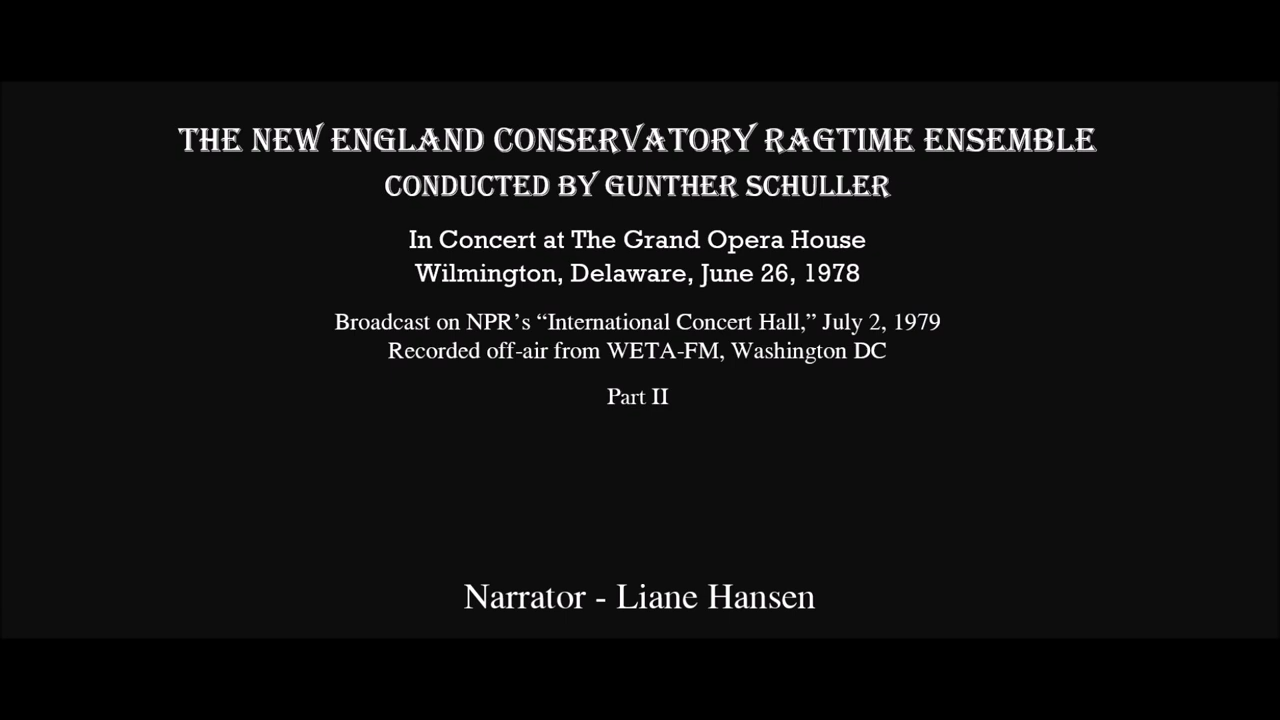 THE NEW ENGLAND CONSERVATORY RAGTIME ENSEMBLE
CONDUCTED BY GUNTHER SCHULLER
In Concert at The Grand Opera House
Wilmington, Delaware, June 26, 1978
Broadcast on NPR’s “International Concert Hall,” July 2, 1979
Recorded off-air from WETA-FM, Washington DC
Part II
Narrator - Liane Hansen